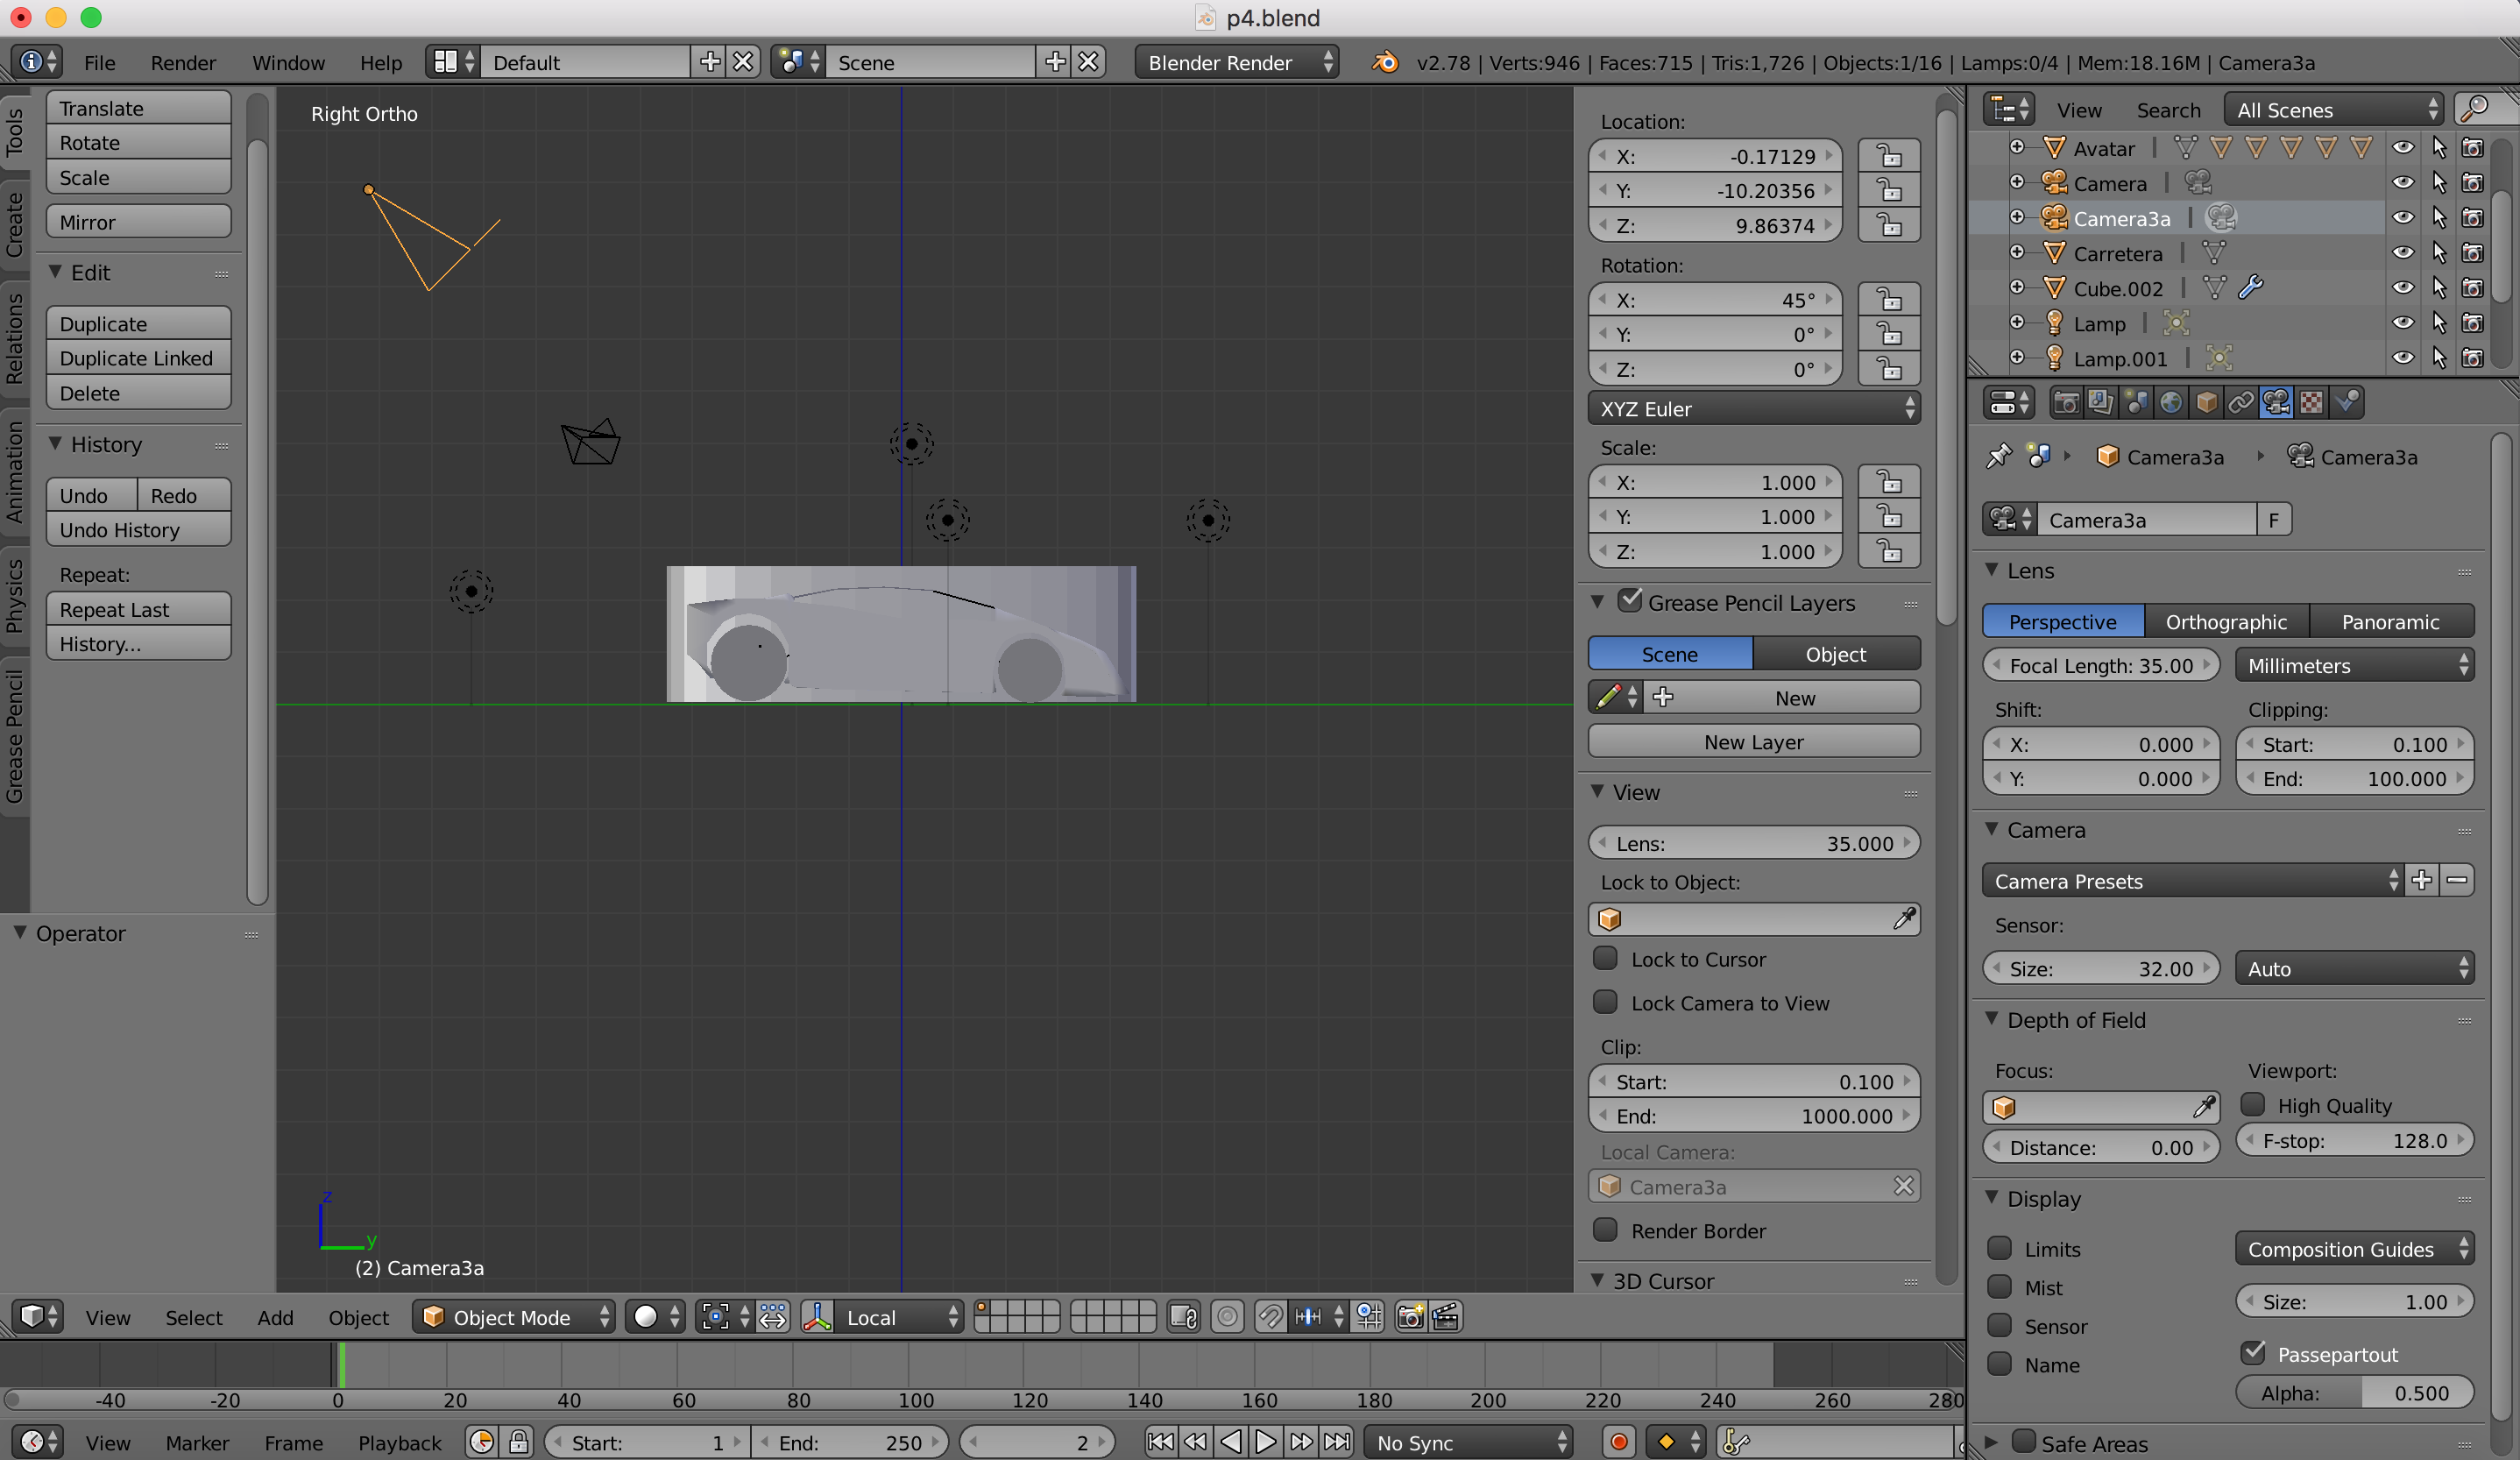 p4.blend
File Render Window Help Default Scene Blender Render v2.78 | Verts:946 | Faces:715 | Tris:1,726 | Objects:1/16 | Lamps:0/4 | Mem:18.16M | Camera3a
Tools
Create
Relations
Animation
Physics
Grease Pencil
Translate
Rotate
Scale
Mirror
Edit
Duplicate
Duplicate Linked
Delete
History
Undo Redo
Undo History
Repeat:
Repeat Last
History...
Operator
Right Ortho
z
y
(2) Camera3a
Location:
X: -0.17129
Y: -10.20356
Z: 9.86374
Rotation:
X: 45°
Y: 0°
Z: 0°
XYZ Euler
Scale:
X: 1.000
Y: 1.000
Z: 1.000
Grease Pencil Layers
Scene Object
New
New Layer
View
Lens: 35.000
Lock to Object:
Lock to Cursor
Lock Camera to View
Clip:
Start: 0.100
End: 1000.000
Local Camera:
Camera3a
Render Border
3D Cursor
View Search All Scenes
Avatar
Camera
Camera3a
Carretera
Cube.002
Lamp
Lamp.001
Camera3a Camera3a
Camera3a F
Lens
Perspective Orthographic Panoramic
Focal Length: 35.00 Millimeters
Shift: Clipping:
X: 0.000 Start: 0.100
Y: 0.000 End: 100.000
Camera
Camera Presets
Sensor:
Size: 32.00 Auto
Depth of Field
Focus: Viewport:
High Quality
Distance: 0.00 F-stop: 128.0
Display
Limits Composition Guides
Mist Size: 1.00
Sensor
Name Passepartout
Alpha: 0.500
Safe Areas
View Select Add Object Object Mode Local
-40 -20 0 20 40 60 80 100 120 140 160 180 200 220 240 260 280
View Marker Frame Playback Start: 1 End: 250 2 No Sync